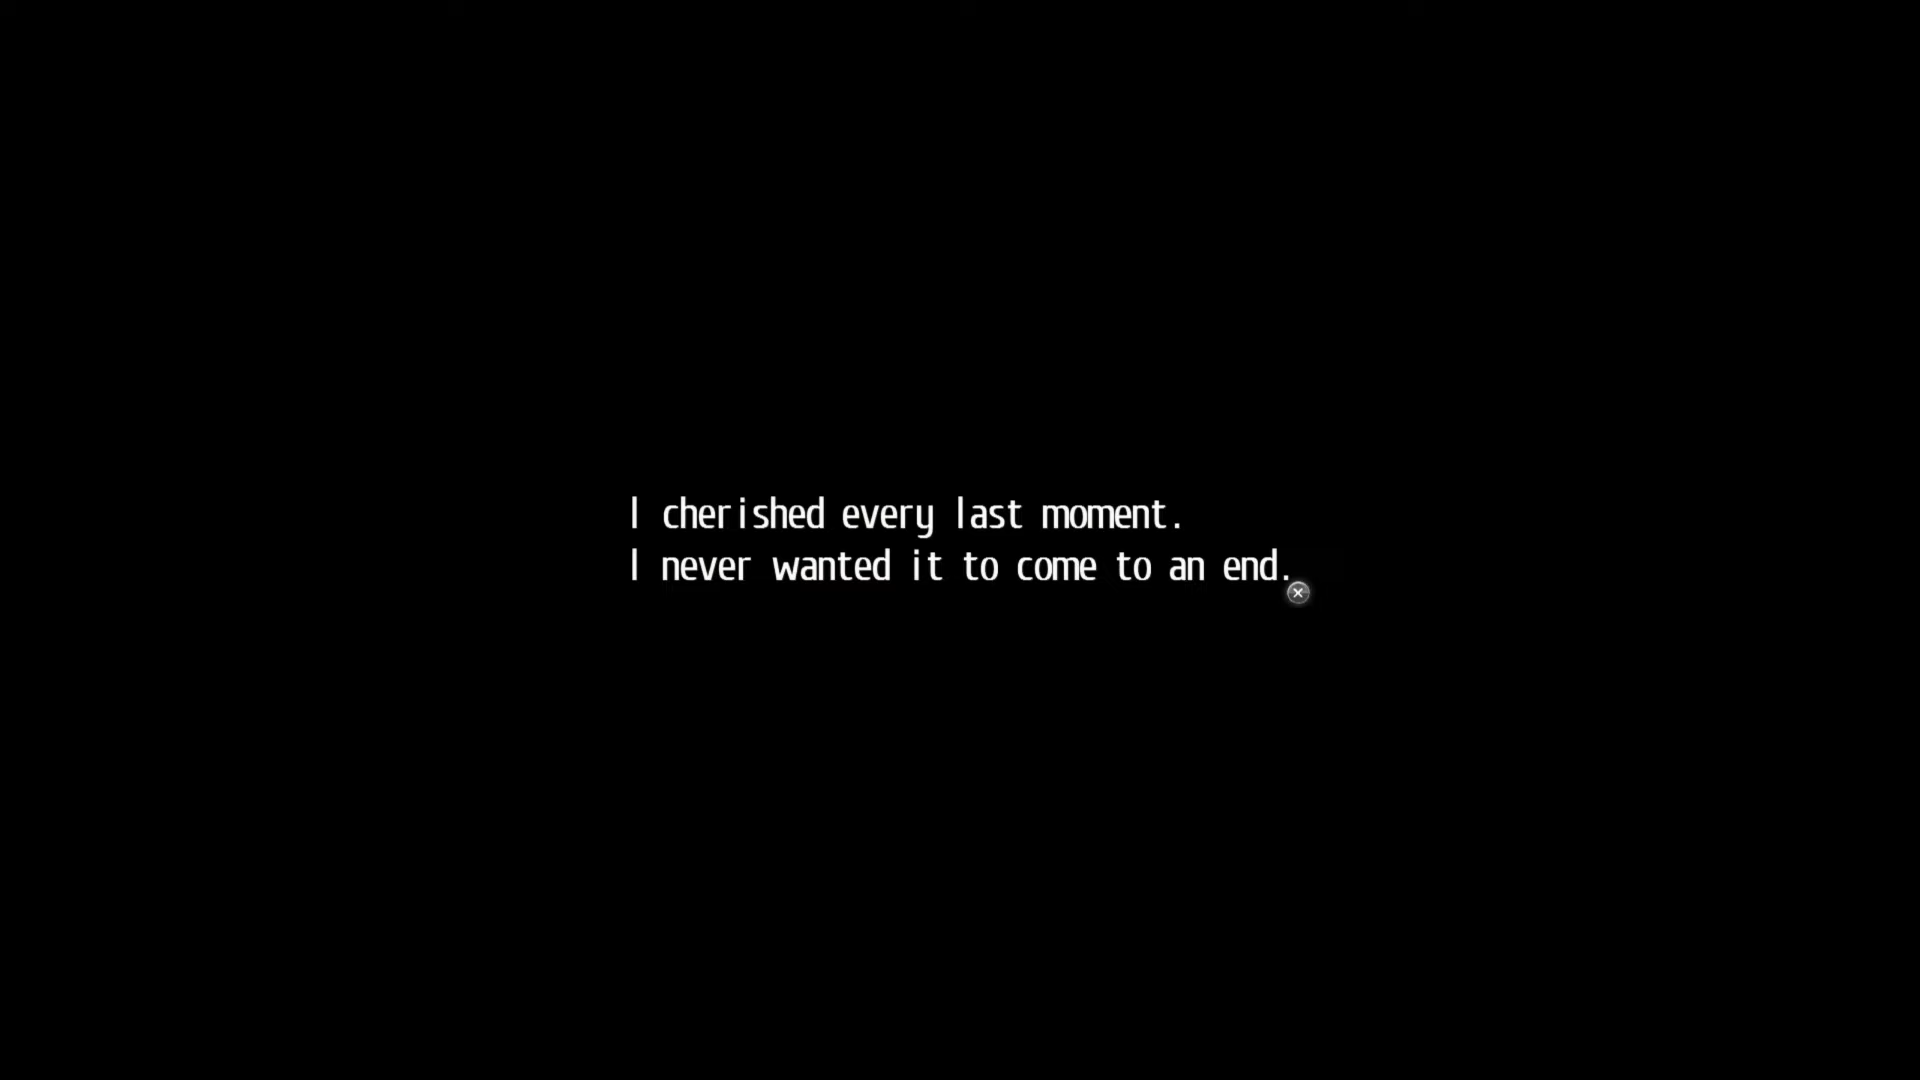 I cherished every last moment.
I never wanted it to come to an end.